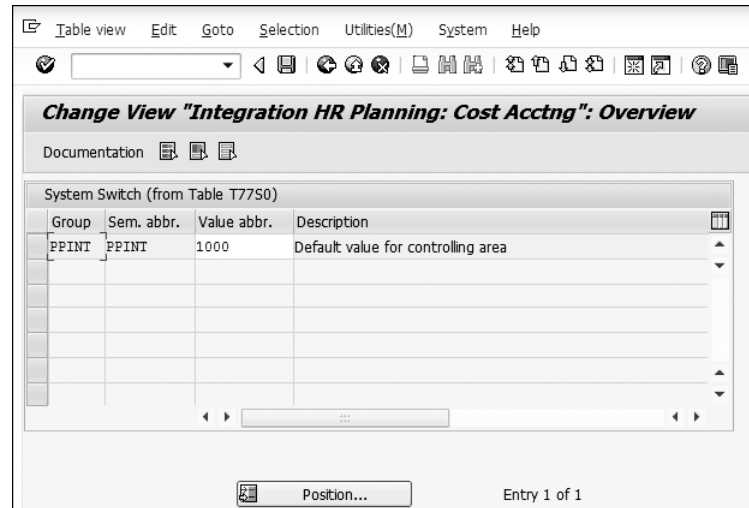 Table view Edit Goto Selection Utilities(M) System Help
Change View "Integration HR Planning: Cost Acctng": Overview
Documentation
System Switch (from Table T77S0)
Group Sem. abbr. Value abbr. Description
PPINT PPINT 1000 Default value for controlling area
Position... Entry 1 of 1